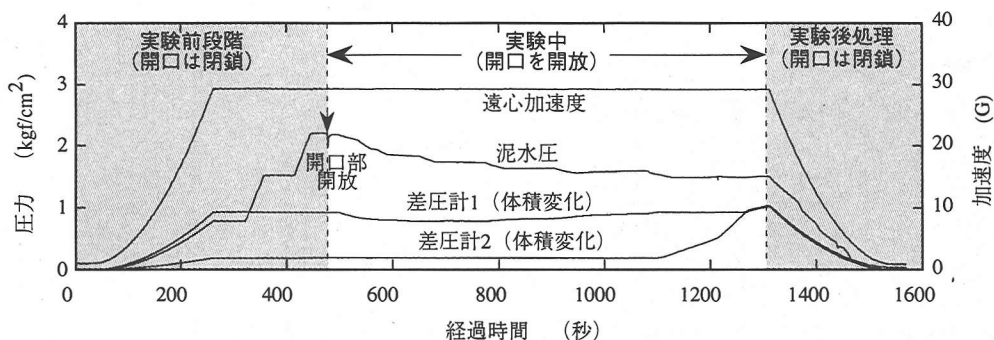 4
3
2
1
0
圧力 (kgf/cm2)
40
30
20
10
0
加速度 (G)
実験前段階
(開口は閉鎖)
実験中
(開口を開放)
実験後処理
(開口は閉鎖)
遠心加速度
泥水圧
開口部
開放
差圧計1(体積変化)
差圧計2(体積変化)
0 200 400 600 800 1000 1200 1400 1600
経過時間 (秒)